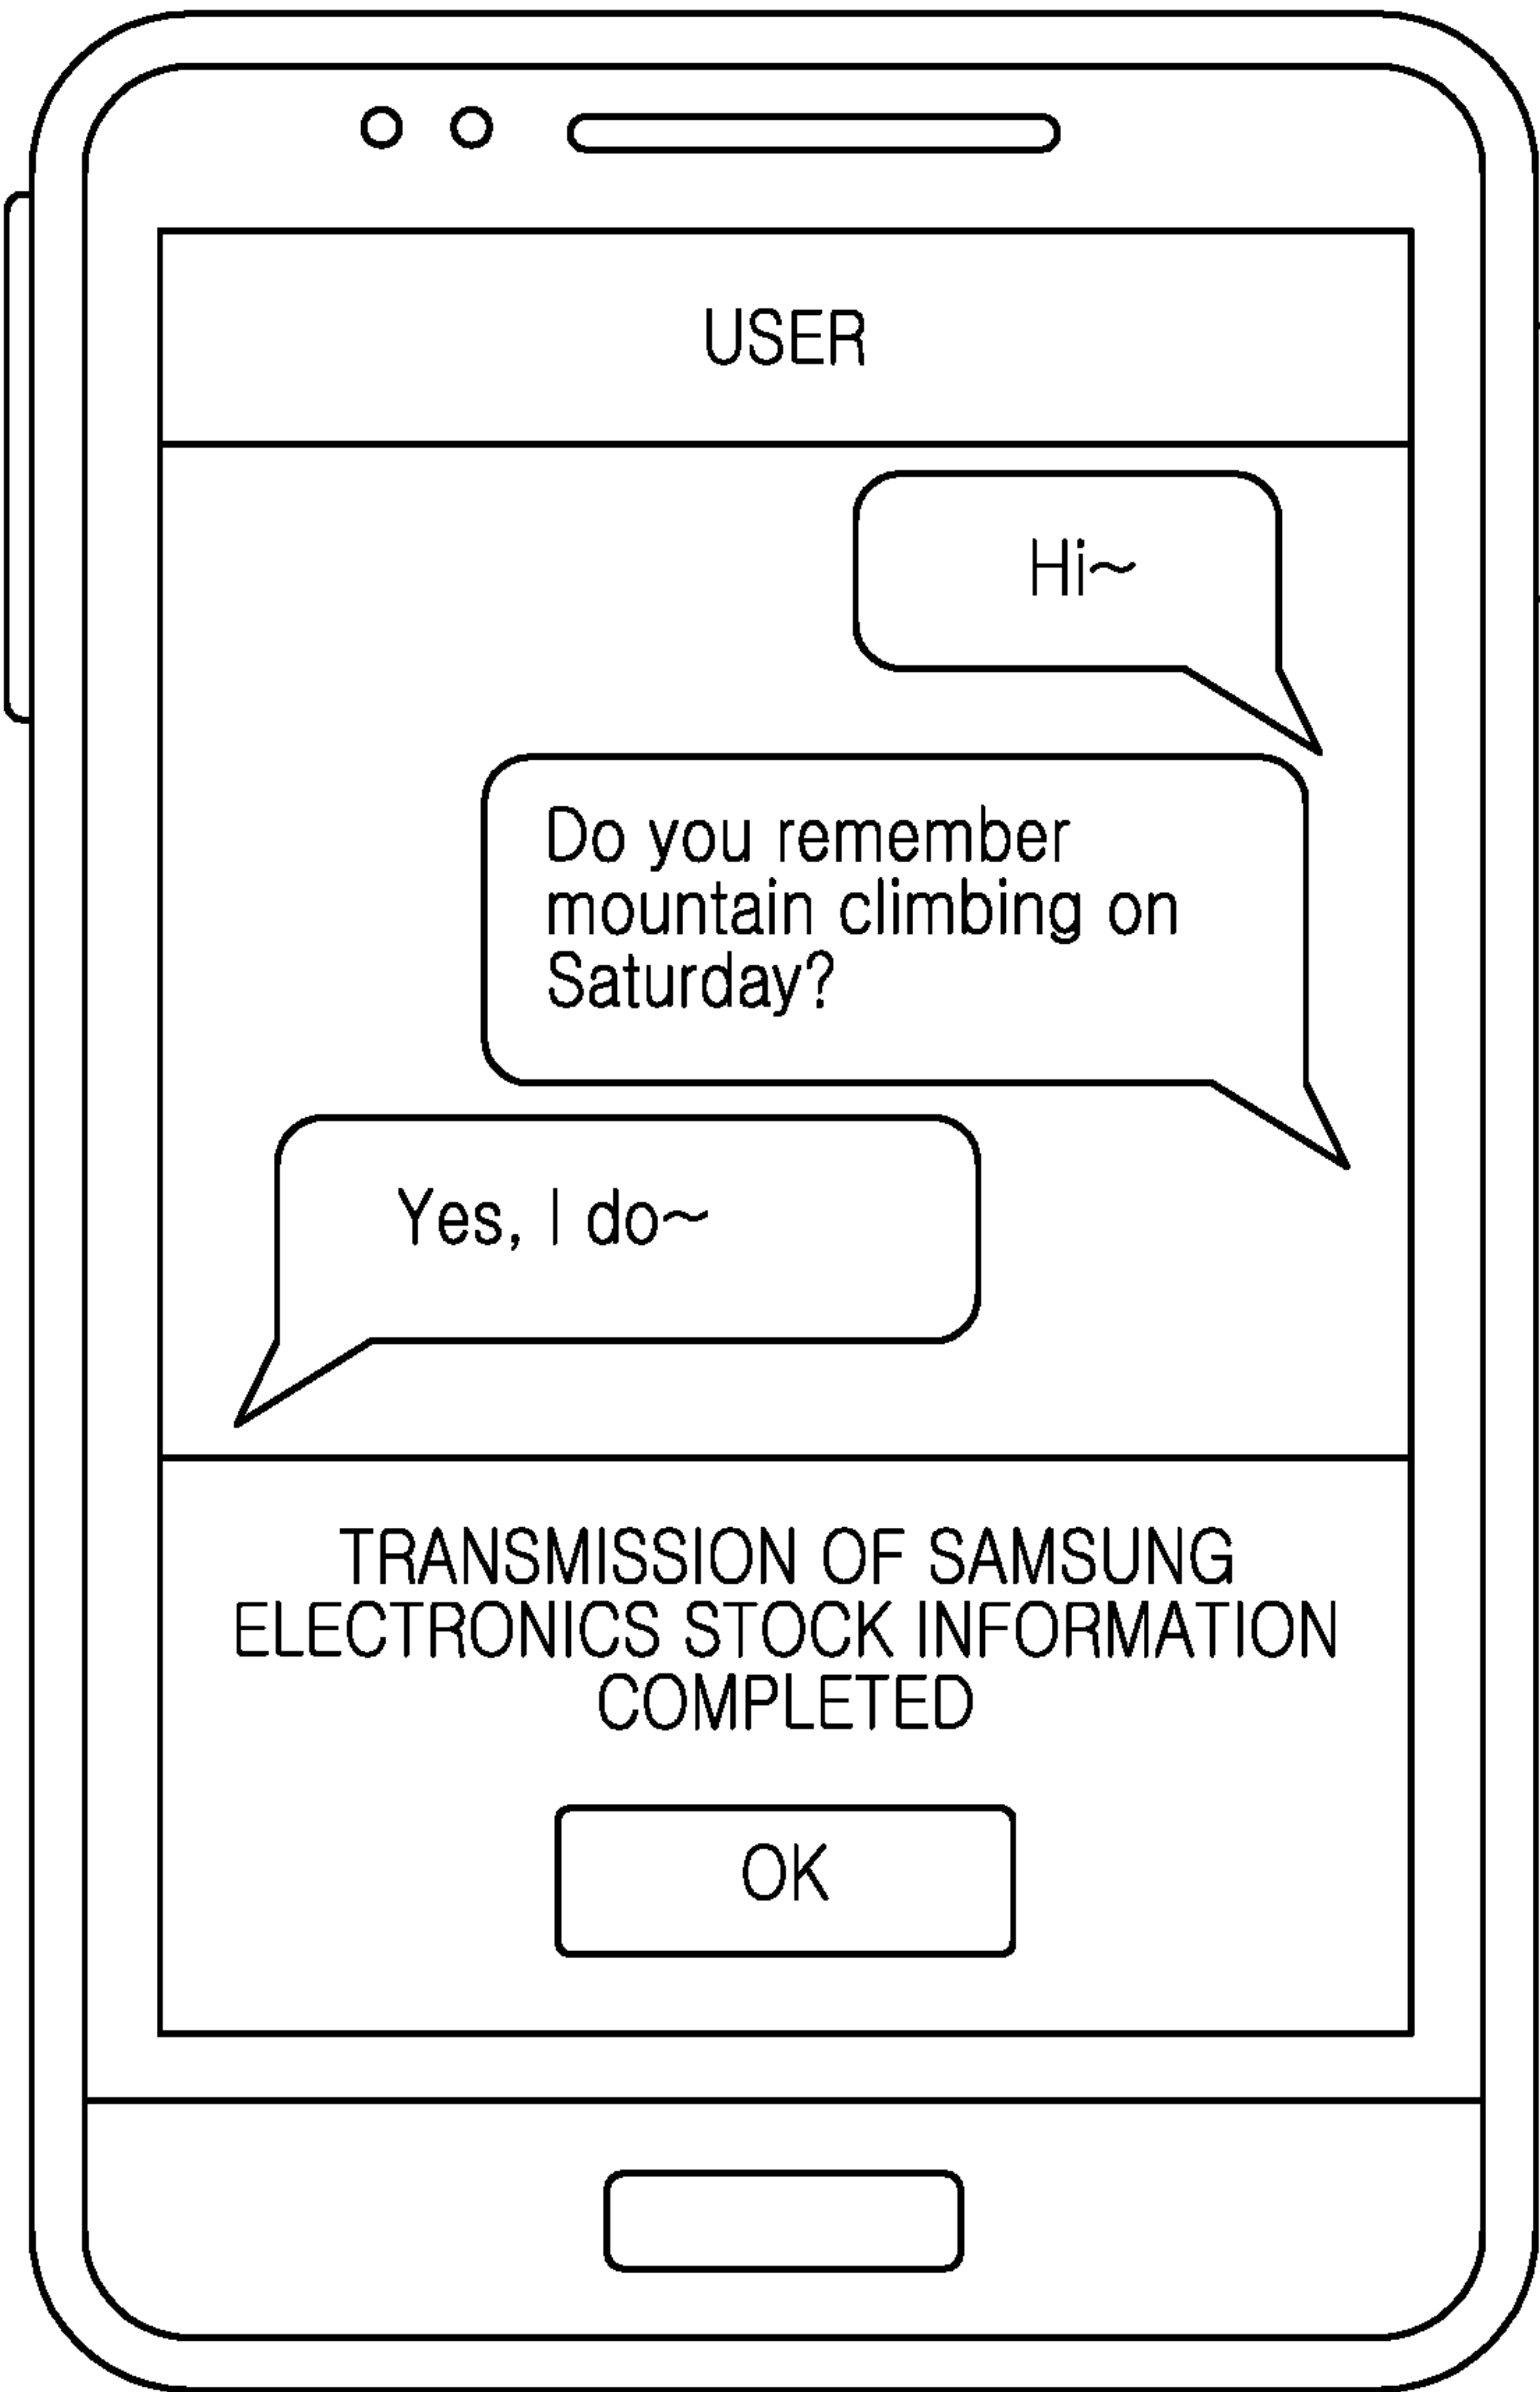 USER
Hi~
Do you remember
mountain climbing on
Saturday?
Yes, I do~
TRANSMISSION OF SAMSUNG
ELECTRONICS STOCK INFORMATION
COMPLETED
OK